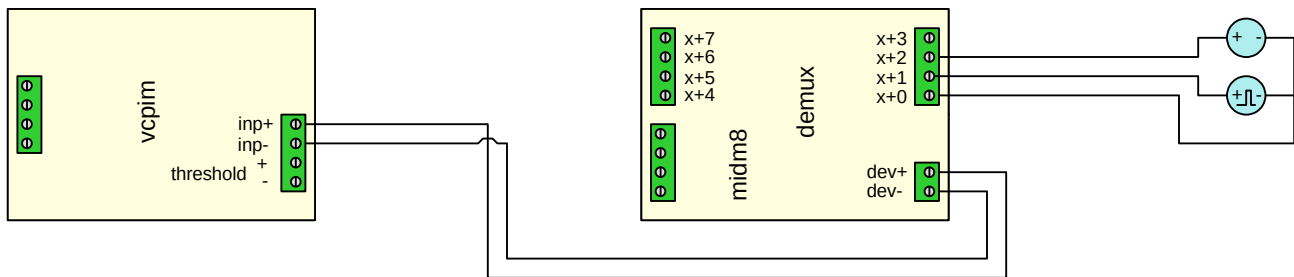 vcpim
inp+
inp-
+
threshold
-
x+7
x+6
x+5
x+4
midm8
demux
x+3
x+2
x+1
x+0
dev+
dev-
+ -
+ -